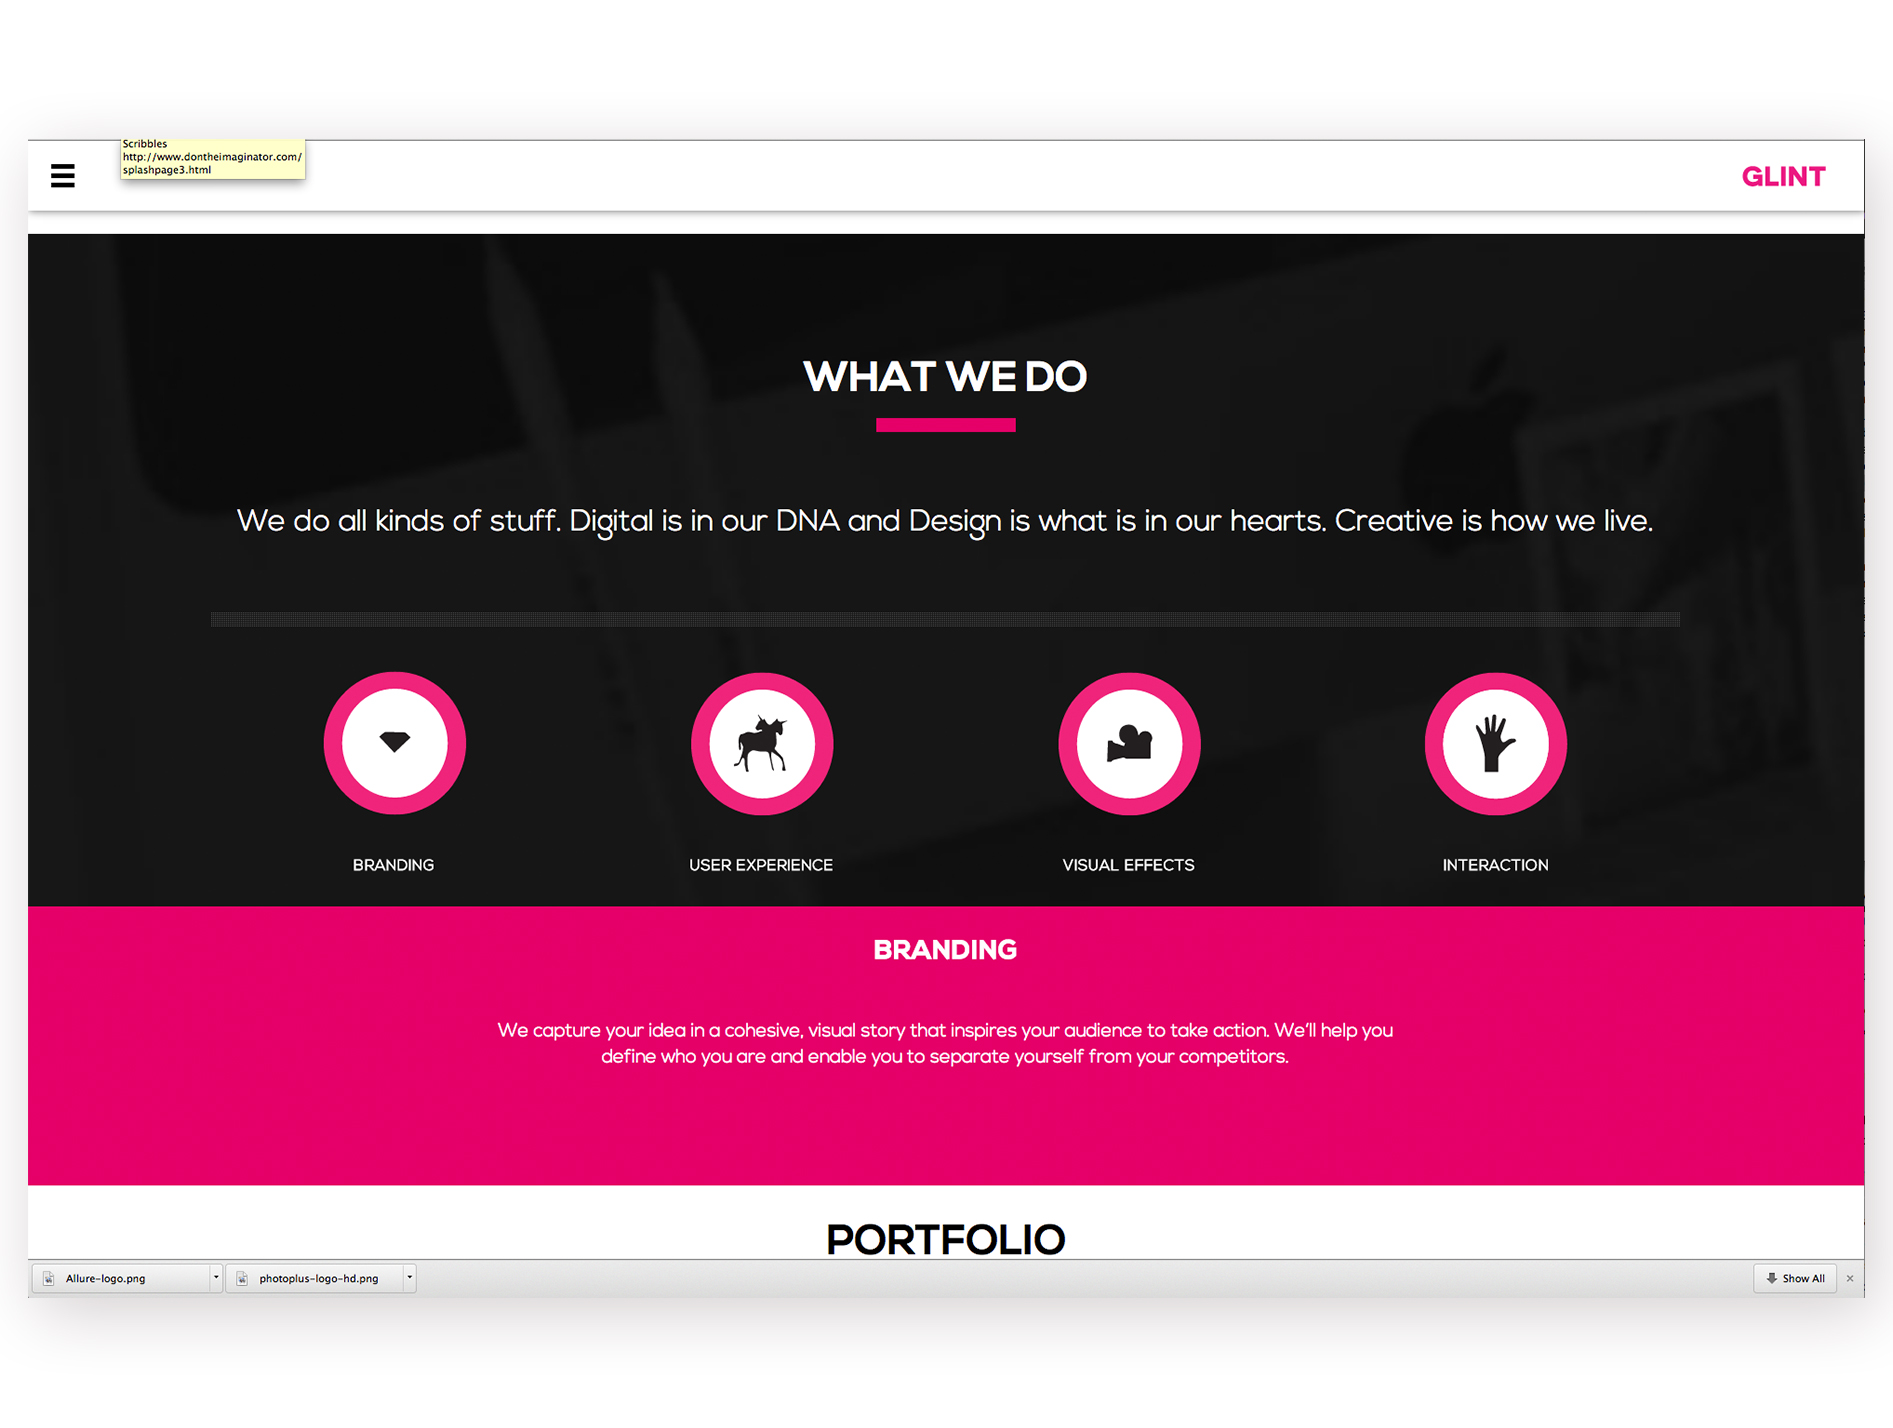 Scribbles
http://www.dontheimaginator.com/
splashpage3.html
GLINT
WHAT WE DO
We do all kinds of stuff. Digital is in our DNA and Design is what is in our hearts. Creative is how we live.
BRANDING
USER EXPERIENCE
VISUAL EFFECTS
INTERACTION
BRANDING
We capture your idea in a cohesive, visual story that inspires your audience to take action. We'll help you
define who you are and enable you to separate yourself from your competitors.
PORTFOLIO
Allure-logo.png
photoplus-logo-hd.png
Show All